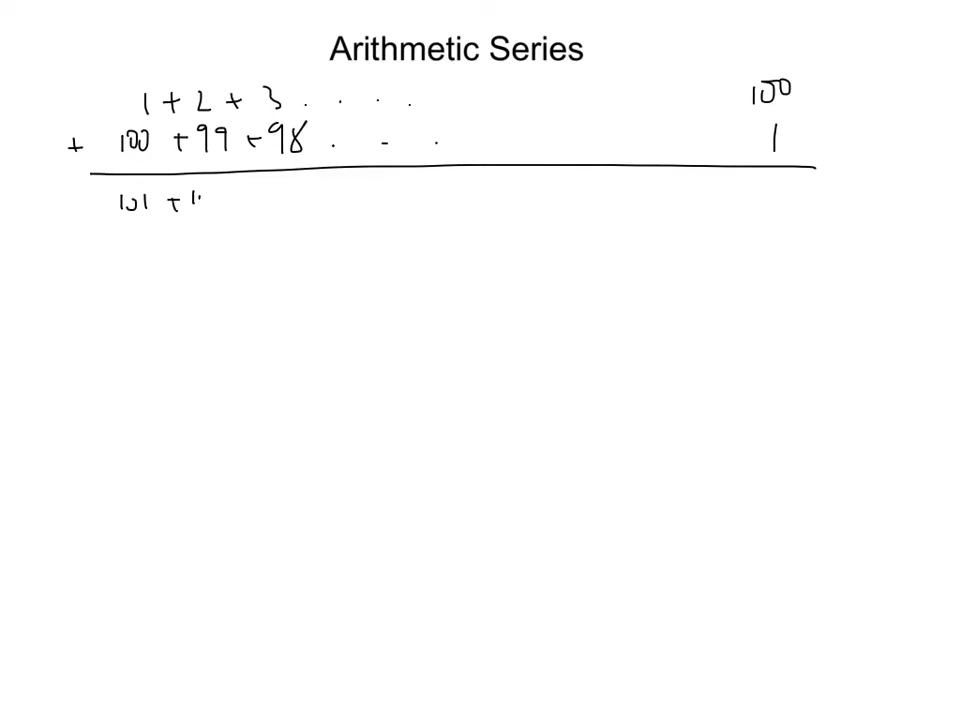 Arithmetic Series
1 + 2 + 3 . . . . 100
+ 100 + 99 + 98 . . . 1
101 +